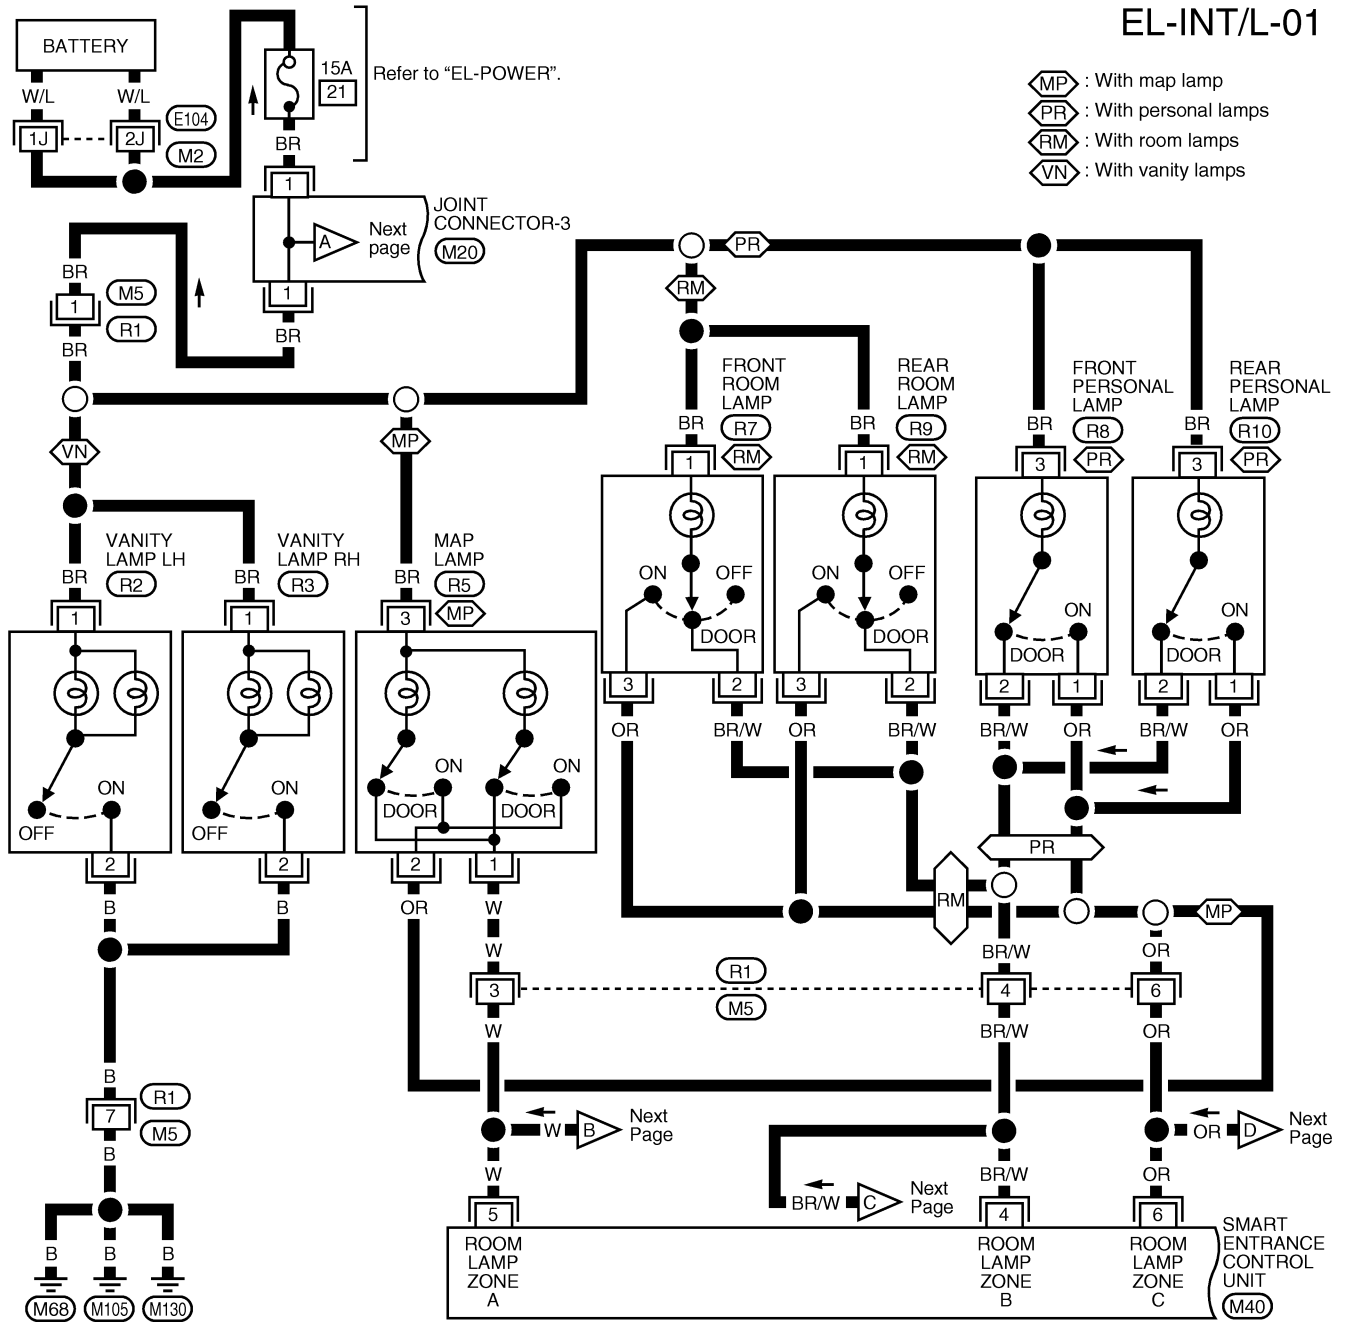 EL-INT/L-01
BATTERY
W/L
W/L
1J
2J
E104
M2
15A
21
Refer to “EL-POWER”.
BR
1
A
Next
page
JOINT
CONNECTOR-3
M20
1
BR
MP : With map lamp
PR : With personal lamps
RM : With room lamps
VN : With vanity lamps
BR
1
M5
R1
BR
VN
MP
PR
RM
VANITY
LAMP LH
R2
BR
1
OFF
ON
2
B
VANITY
LAMP RH
R3
BR
1
OFF
ON
2
B
MAP
LAMP
R5
MP
BR
3
ON
DOOR
ON
DOOR
2
1
OR
W
FRONT
ROOM
LAMP
R7
RM
BR
1
ON
OFF
DOOR
3
2
OR
BR/W
REAR
ROOM
LAMP
R9
RM
BR
1
ON
OFF
DOOR
3
2
OR
BR/W
FRONT
PERSONAL
LAMP
R8
PR
BR
3
ON
DOOR
2
1
BR/W
OR
REAR
PERSONAL
LAMP
R10
PR
BR
3
ON
DOOR
2
1
BR/W
OR
PR
RM
MP
W
BR/W
OR
3
R1
M5
4
6
W
BR/W
OR
B
7
R1
M5
B
B
B
B
M68
M105
M130
W
B
Next
Page
BR/W
C
Next
Page
OR
D
Next
Page
W
BR/W
OR
5
4
6
ROOM
LAMP
ZONE
A
ROOM
LAMP
ZONE
B
ROOM
LAMP
ZONE
C
SMART
ENTRANCE
CONTROL
UNIT
M40